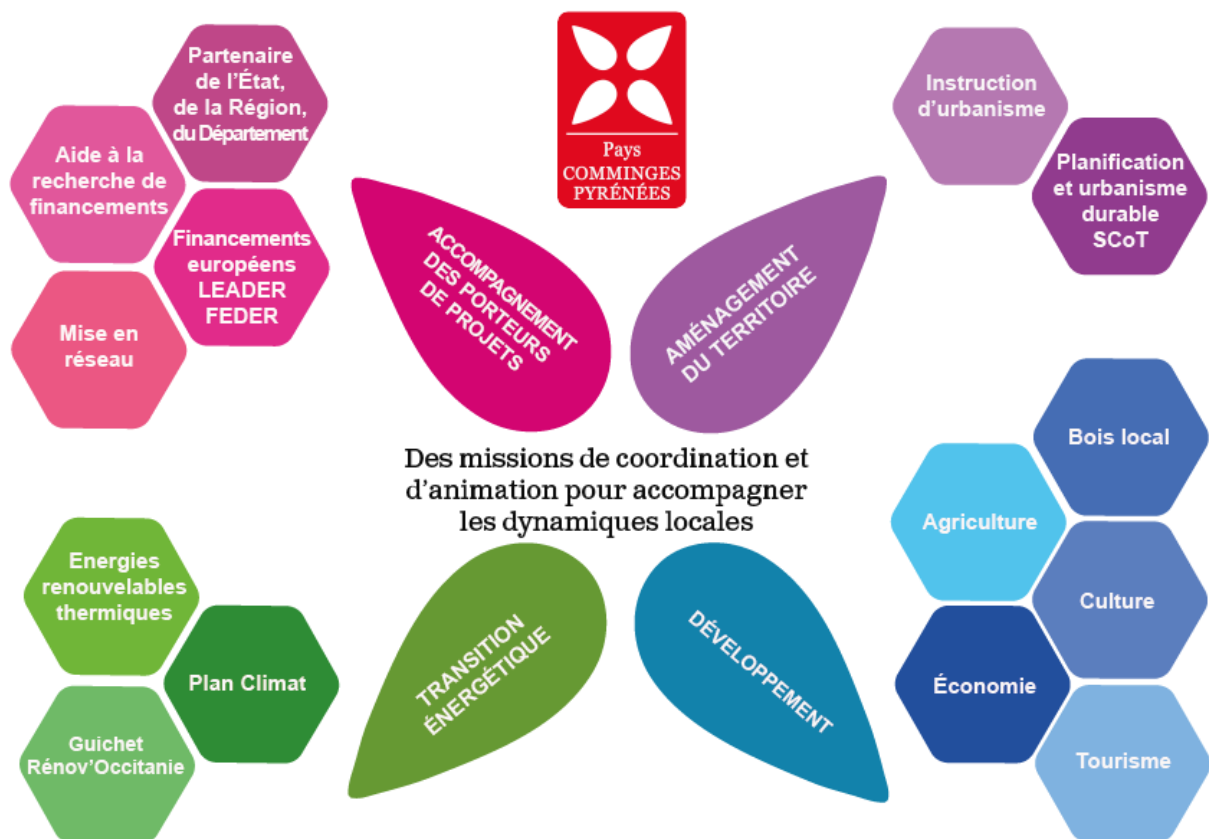 Partenaire
de l'État,
de la Région,
du Département
Aide à la
recherche de
financements
Financements
européens
LEADER
FEDER
Mise en
réseau
Pays
COMMINGES
PYRÉNÉES
Instruction
d'urbanisme
Planification
et urbanisme
durable
SCoT
ACCOMPAGNEMENT
DES PORTEURS
DE PROJETS
AMÉNAGEMENT
DU TERRITOIRE
Des missions de coordination et
d'animation pour accompagner
les dynamiques locales
Energies
renouvelables
thermiques
Plan Climat
Guichet
Rénov'Occitanie
TRANSITION
ÉNERGÉTIQUE
DÉVELOPPEMENT
Bois local
Agriculture
Culture
Économie
Tourisme